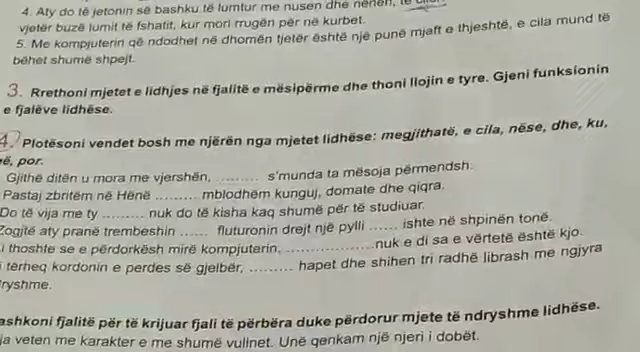 4. Aty do të jetonin së bashku të lumtur me nusen dhe nënën,
vjetër buzë lumit të fshatit, kur mori rrugën për në kurbet.
5. Me kompjuterin që ndodhet në dhomën tjetër është një punë mjaft e thjeshtë, e cila mund të
bëhet shumë shpejt.
3. Rrethoni mjetet e lidhjes në fjalitë e mësipërme dhe thoni llojin e tyre. Gjeni funksionin
e fjalëve lidhëse.
4. Plotësoni vendet bosh me njërën nga mjetet lidhëse: megjithatë, e cila, nëse, dhe, ku,
në, por.
Gjithë ditën u mora me vjershën, ......... s'munda ta mësoja përmendsh.
Pastaj zbritëm në Hënë ......... mblodhëm kunguj, domate dhe qiqra.
Do të vija me ty ......... nuk do të kisha kaq shumë për të studiuar.
Zogjtë aty pranë trembeshin ...... fluturonin drejt një pylli ...... ishte në shpinën tonë.
i thoshte se e përdorkësh mirë kompjuterin, ..................nuk e di sa e vërtetë është kjo.
i tërheq kordonin e perdes së gjelbër, ......... hapet dhe shihen tri radhë librash me ngjyra
dryshme.
ashkoni fjalitë për të krijuar fjali të përbëra duke përdorur mjete të ndryshme lidhëse.
ja veten me karakter e me shumë vullnet. Unë qenkam një njeri i dobët.